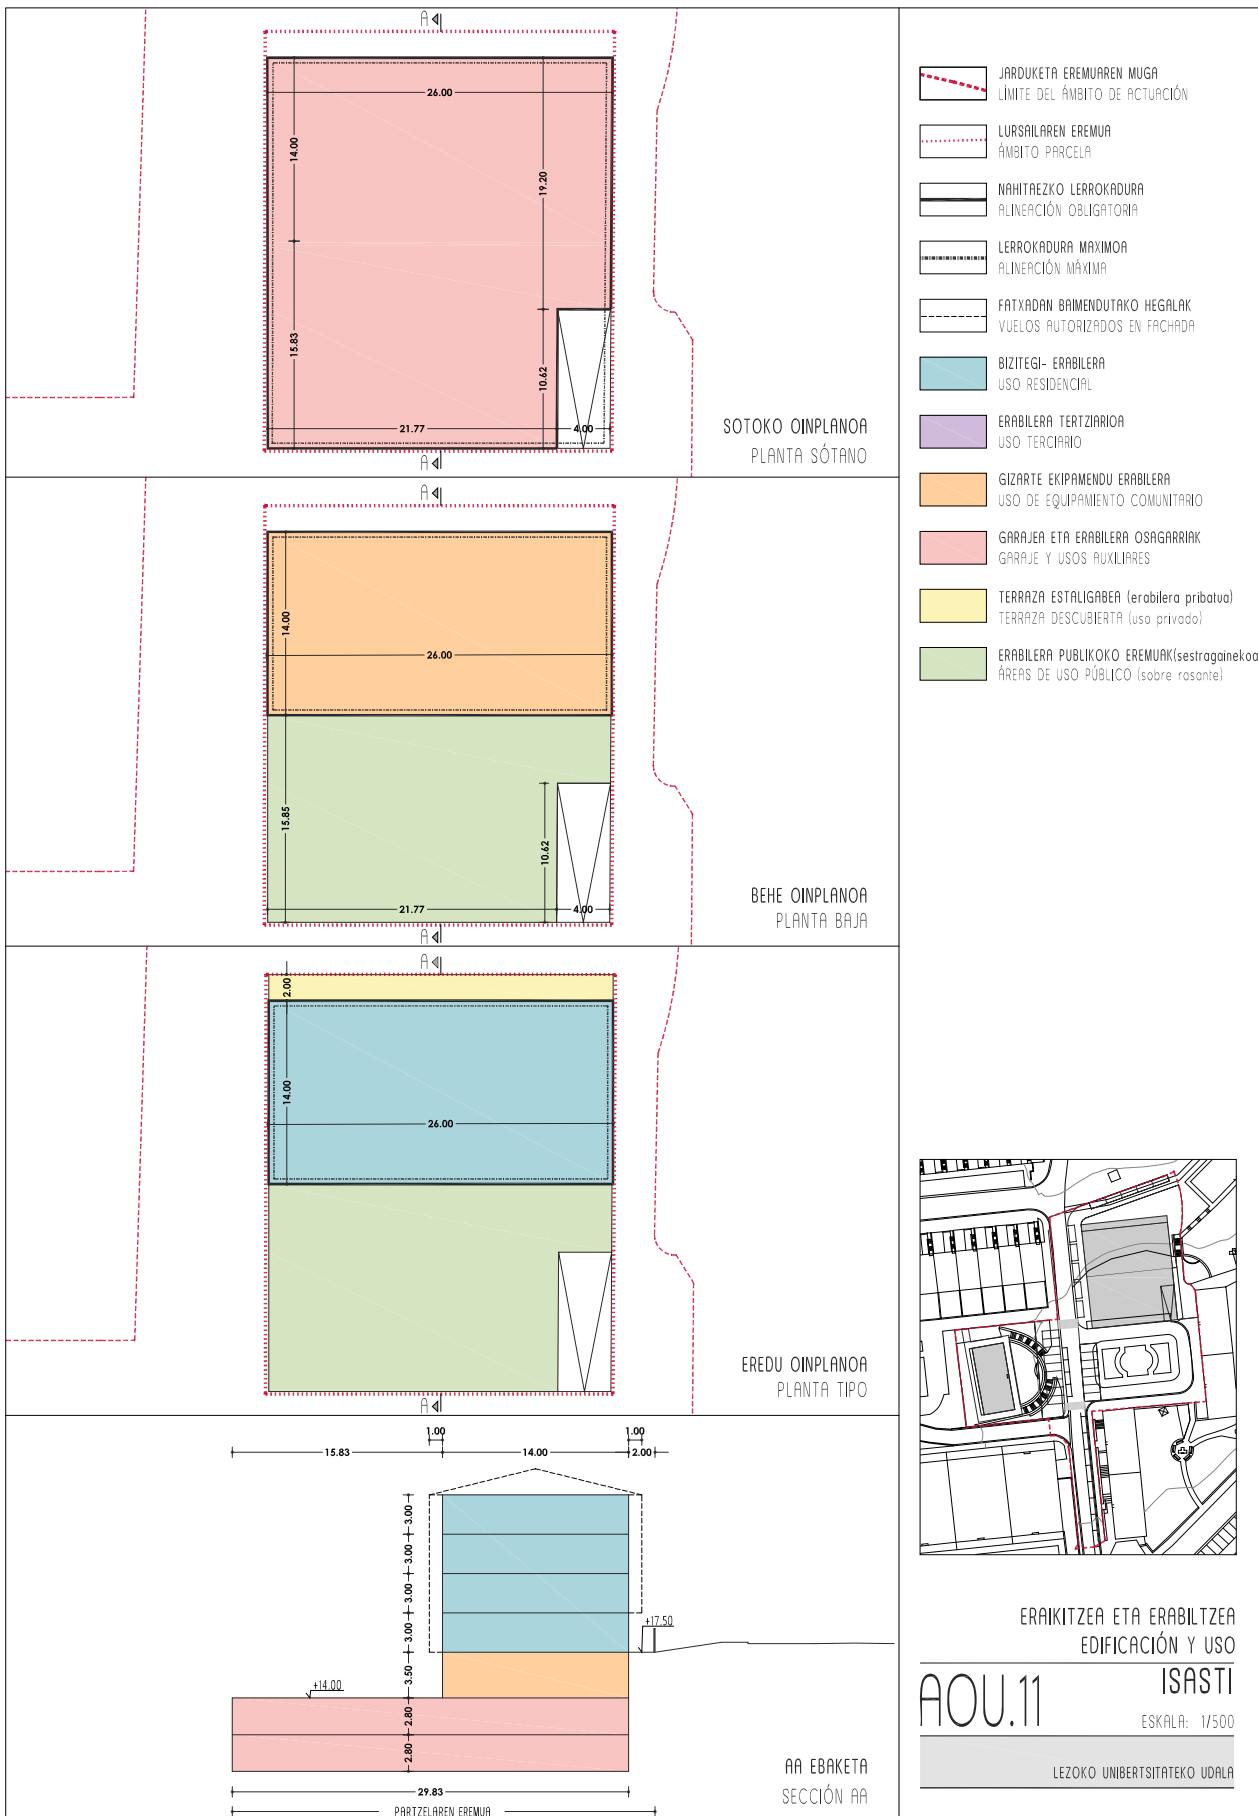 A
26.00
14.00
19.20
15.83
10.62
21.77
4.00
SOTOKO OINPLANOA
PLANTA SÓTANO
A
A
14.00
26.00
15.85
10.62
21.77
4.00
BEHE OINPLANOA
PLANTA BAJA
A
A
2.00
14.00
26.00
EREDU OINPLANOA
PLANTA TIPO
A
1.00
1.00
15.83
14.00
2.00
3.00
3.00
3.00
3.00
3.50
2.80
2.80
+17.50
+14.00
29.83
PARTZELAREN EREMUA
AA EBAKETA
SECCIÓN AA
JARDUKETA EREMUAREN MUGA
LÍMITE DEL ÁMBITO DE ACTUACIÓN
LURSAILAREN EREMUA
ÁMBITO PARCELA
NAHITAEZKO LERROKADURA
ALINEACIÓN OBLIGATORIA
LERROKADURA MAXIMOA
ALINEACIÓN MÁXIMA
FATXADAN BAIMENDUTAKO HEGALAK
VUELOS AUTORIZADOS EN FACHADA
BIZITEGI- ERABILERA
USO RESIDENCIAL
ERABILERA TERTZIARIOA
USO TERCIARIO
GIZARTE EKIPAMENDU ERABILERA
USO DE EQUIPAMIENTO COMUNITARIO
GARAJEA ETA ERABILERA OSAGARRIAK
GARAJE Y USOS AUXILIARES
TERRAZA ESTALIGABEA (erabilera pribatua)
TERRAZA DESCUBIERTA (uso privado)
ERABILERA PUBLIKOKO EREMUAK(sestragainekoa
ÁREAS DE USO PÚBLICO (sobre rasante)
ERAIKITZEA ETA ERABILTZEA
EDIFICACIÓN Y USO
AOU.11
ISASTI
ESKALA: 1/500
LEZOKO UNIBERTSITATEKO UDALA